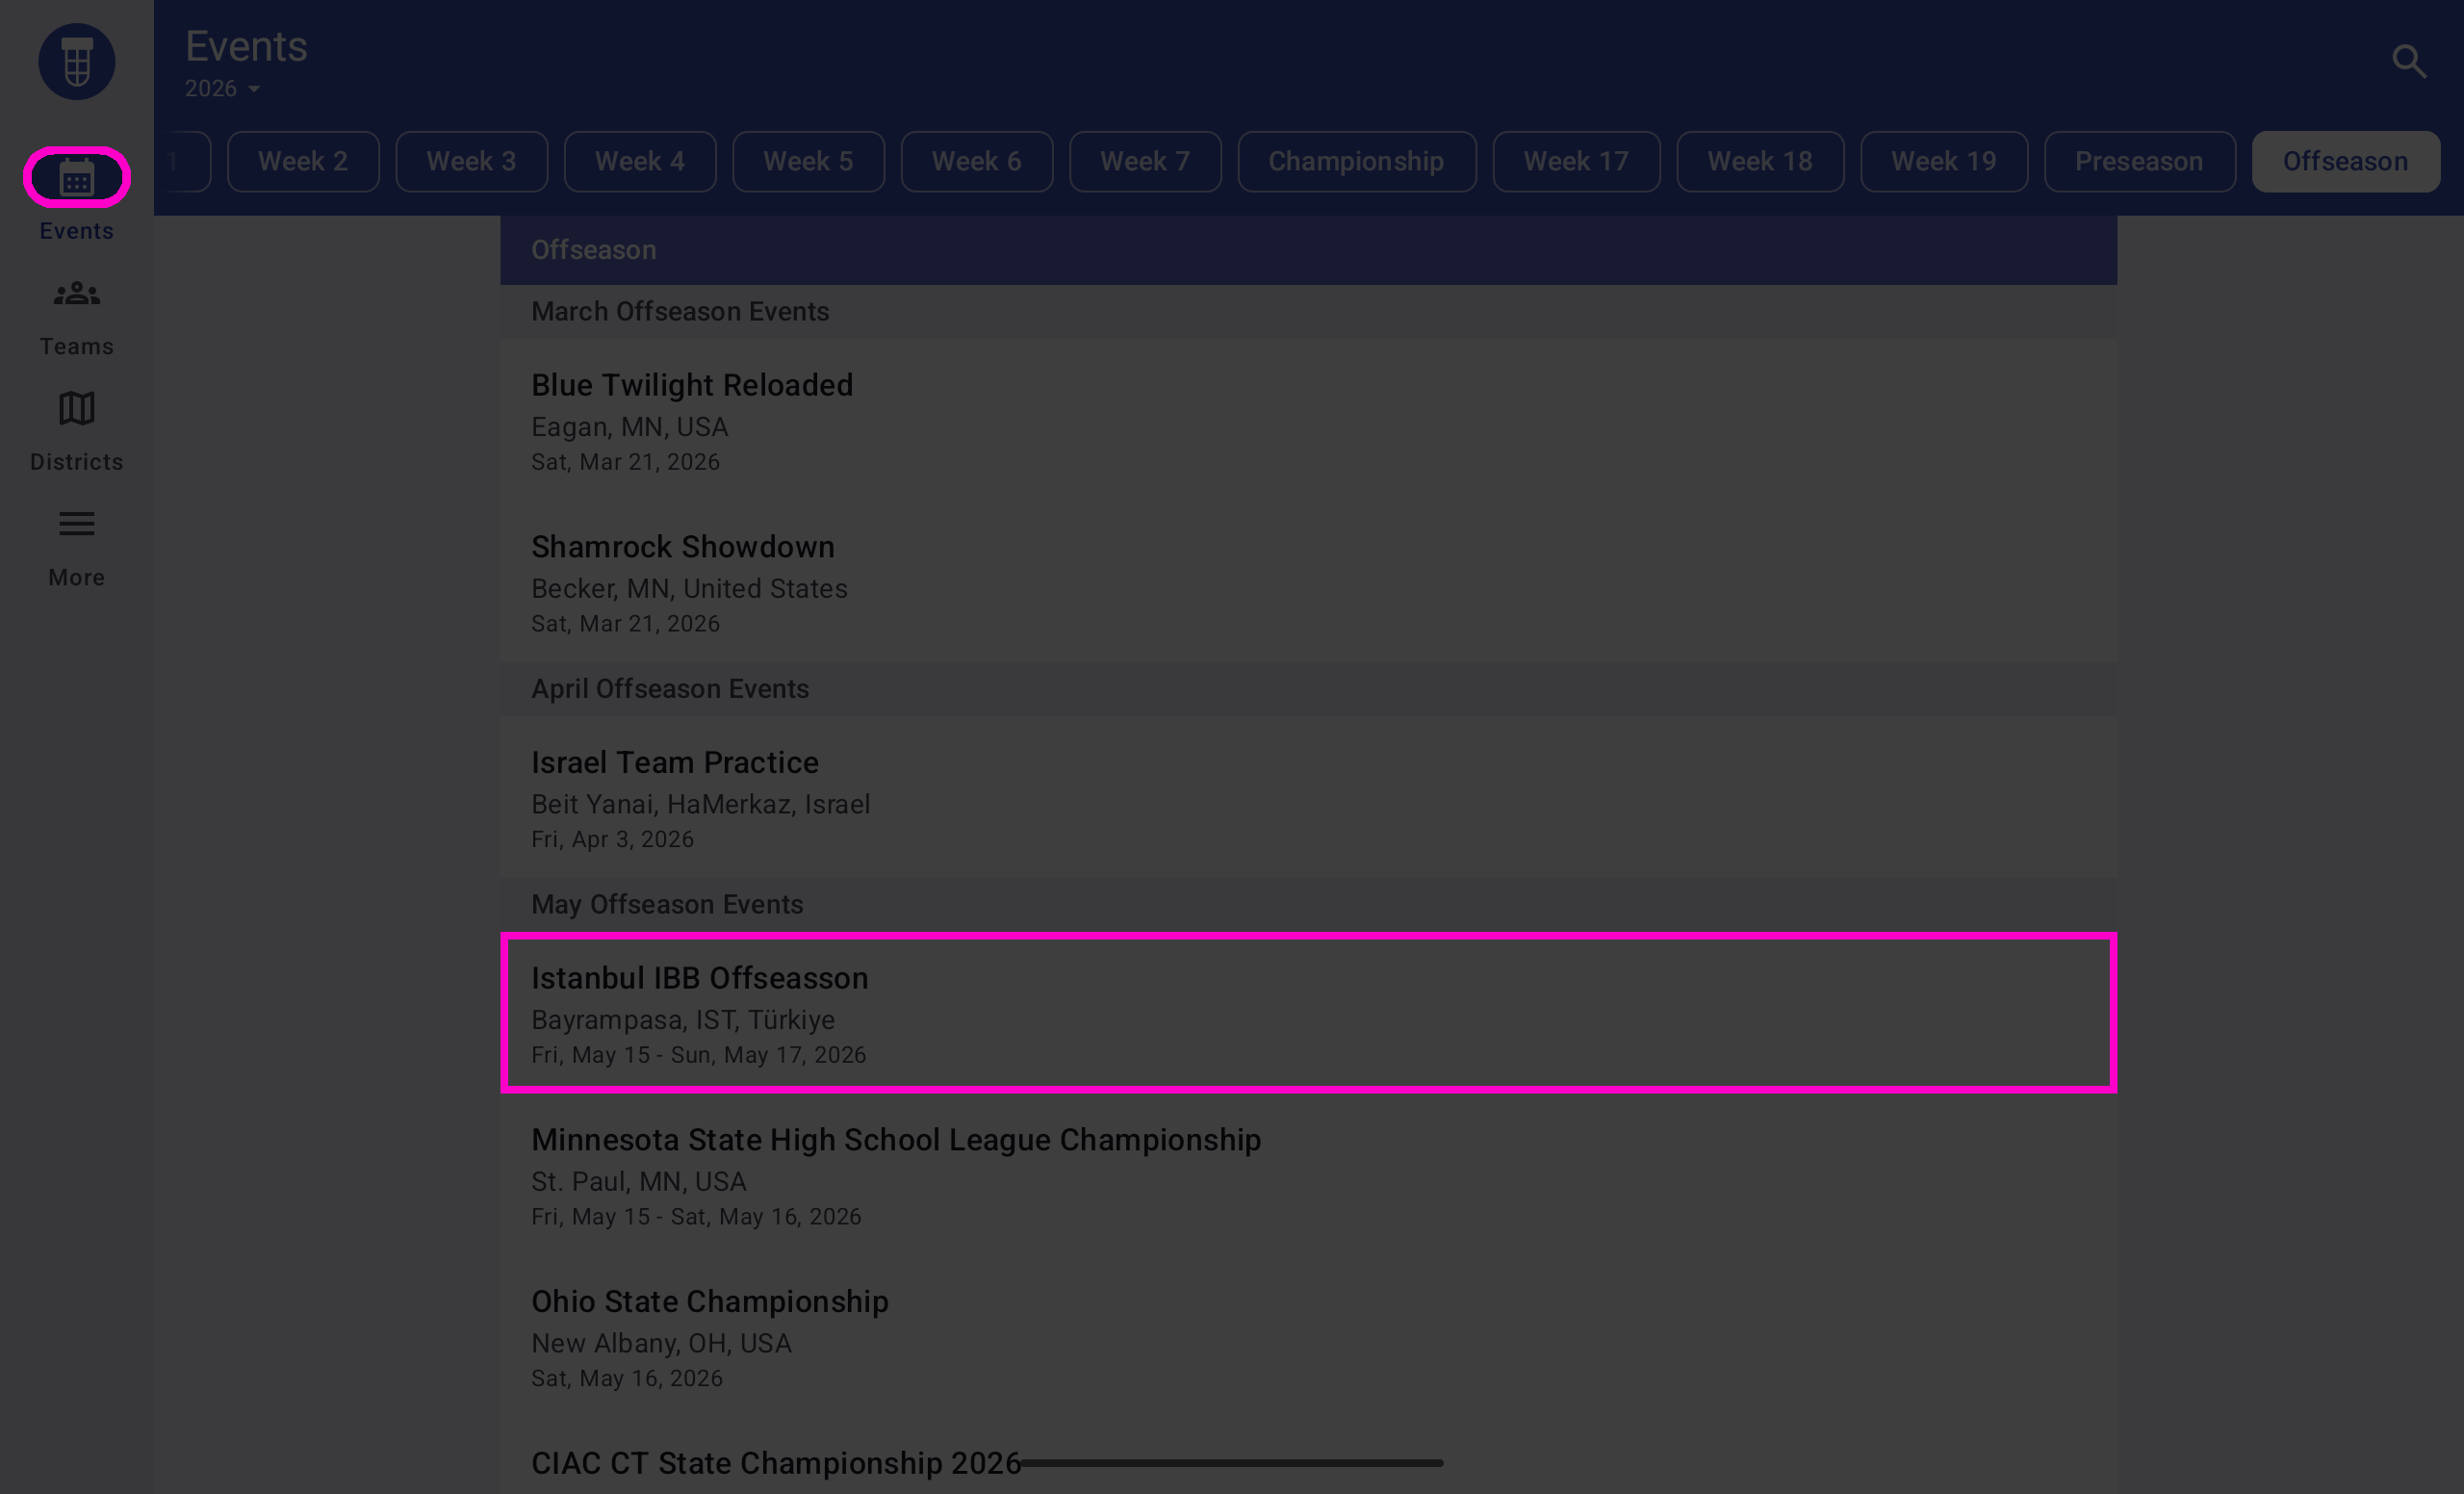 Events
2026
1
Week 2
Week 3
Week 4
Week 5
Week 6
Week 7
Championship
Week 17
Week 18
Week 19
Preseason
Offseason
Events
Teams
Districts
More
Offseason
March Offseason Events
Blue Twilight Reloaded
Eagan, MN, USA
Sat, Mar 21, 2026
Shamrock Showdown
Becker, MN, United States
Sat, Mar 21, 2026
April Offseason Events
Israel Team Practice
Beit Yanai, HaMerkaz, Israel
Fri, Apr 3, 2026
May Offseason Events
Istanbul IBB Offseasson
Bayrampasa, IST, Türkiye
Fri, May 15 - Sun, May 17, 2026
Minnesota State High School League Championship
St. Paul, MN, USA
Fri, May 15 - Sat, May 16, 2026
Ohio State Championship
New Albany, OH, USA
Sat, May 16, 2026
CIAC CT State Championship 2026